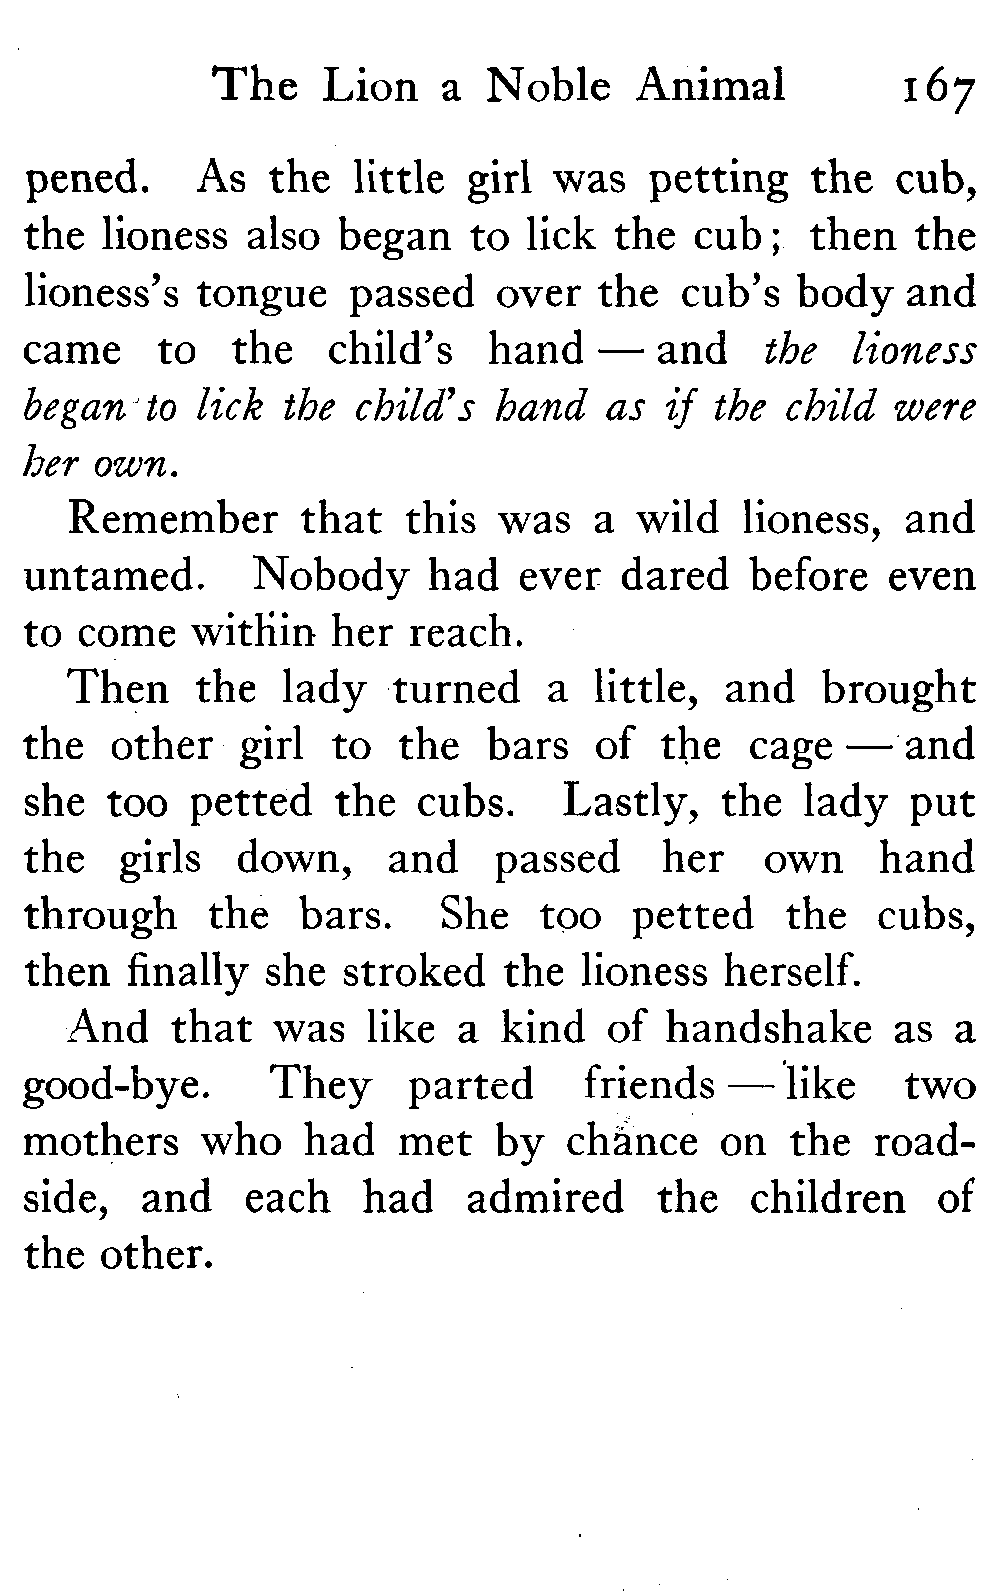 The Lion a Noble Animal 167
pened. As the little girl was petting the cub,
the lioness also began to lick the cub; then the
lioness's tongue passed over the cub's body and
came to the child's hand — and the lioness
began to lick the child's hand as if the child were
her own.
Remember that this was a wild lioness, and
untamed. Nobody had ever dared before even
to come within her reach.
Then the lady turned a little, and brought
the other girl to the bars of the cage — and
she too petted the cubs. Lastly, the lady put
the girls down, and passed her own hand
through the bars. She too petted the cubs,
then finally she stroked the lioness herself.
And that was like a kind of handshake as a
good-bye. They parted friends — like two
mothers who had met by chance on the road-
side, and each had admired the children of
the other.